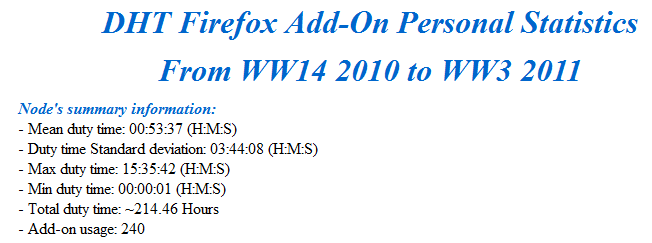 DHT Firefox Add-On Personal Statistics
From WW14 2010 to WW3 2011
Node's summary information:
- Mean duty time: 00:53:37 (H:M:S)
- Duty time Standard deviation: 03:44:08 (H:M:S)
- Max duty time: 15:35:42 (H:M:S)
- Min duty time: 00:00:01 (H:M:S)
- Total duty time: ~214.46 Hours
- Add-on usage: 240